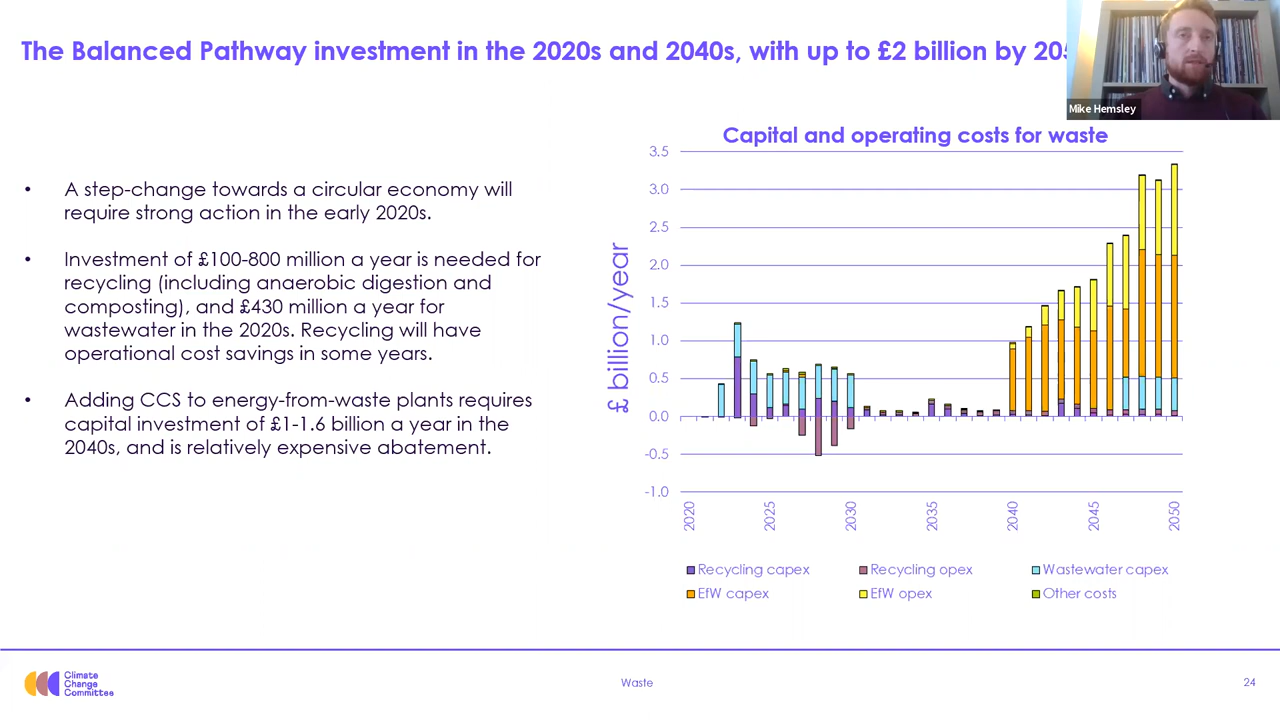 The Balanced Pathway investment in the 2020s and 2040s, with up to £2 billion by
Mike Hemsley
Capital and operating costs for waste
• A step-change towards a circular economy will
require strong action in the early 2020s.
• Investment of £100-800 million a year is needed for
recycling (including anaerobic digestion and
composting), and £430 million a year for
wastewater in the 2020s. Recycling will have
operational cost savings in some years.
• Adding CCS to energy-from-waste plants requires
capital investment of £1-1.6 billion a year in the
2040s, and is relatively expensive abatement.
£ billion/year
3.5
3.0
2.5
2.0
1.5
1.0
0.5
0.0
-0.5
-1.0
2020 2025 2030 2035 2040 2045 2050
Recycling capex Recycling opex Wastewater capex
EfW capex EfW opex Other costs
Climate
Change
Committee
Waste
24